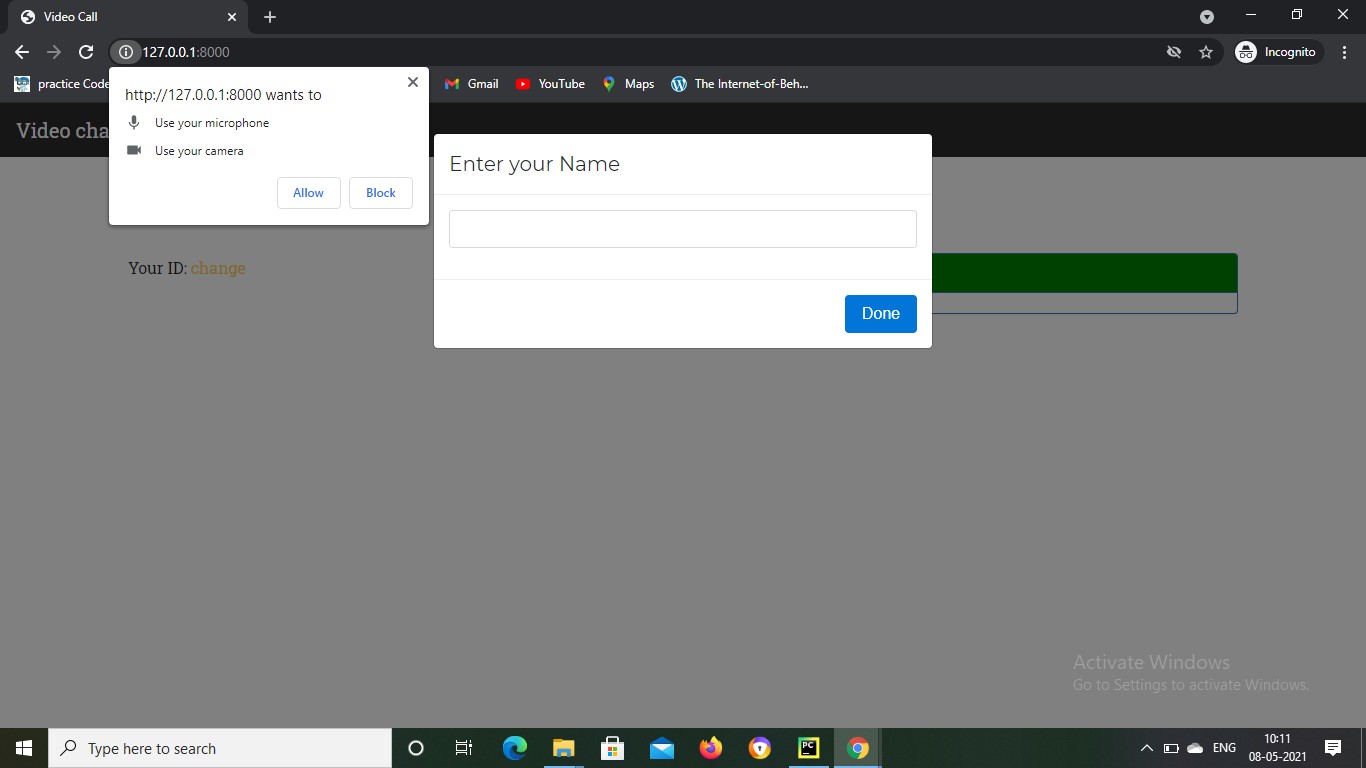 Video Call
127.0.0.1:8000
Incognito
practice Code
Gmail
YouTube
Maps
The Internet-of-Beh...
http://127.0.0.1:8000 wants to
Use your microphone
Use your camera
Allow
Block
Video cha
Enter your Name
Your ID: change
Done
Activate Windows
Go to Settings to activate Windows.
Type here to search
PC
ENG
10:11
08-05-2021